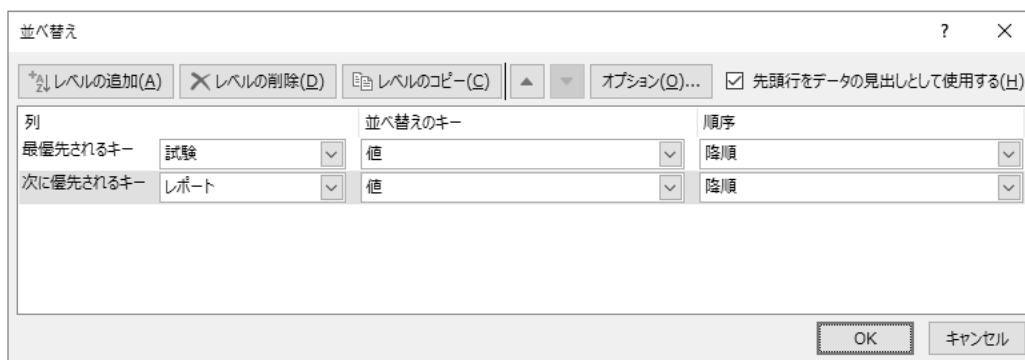 並べ替え ?
レベルの追加(A) レベルの削除(D) レベルのコピー(C) オプション(O)... 先頭行をデータの見出しとして使用する(H)
列 並べ替えのキー 順序
最優先されるキー 試験 値 降順
次に優先されるキー レポート 値 降順
OK キャンセル